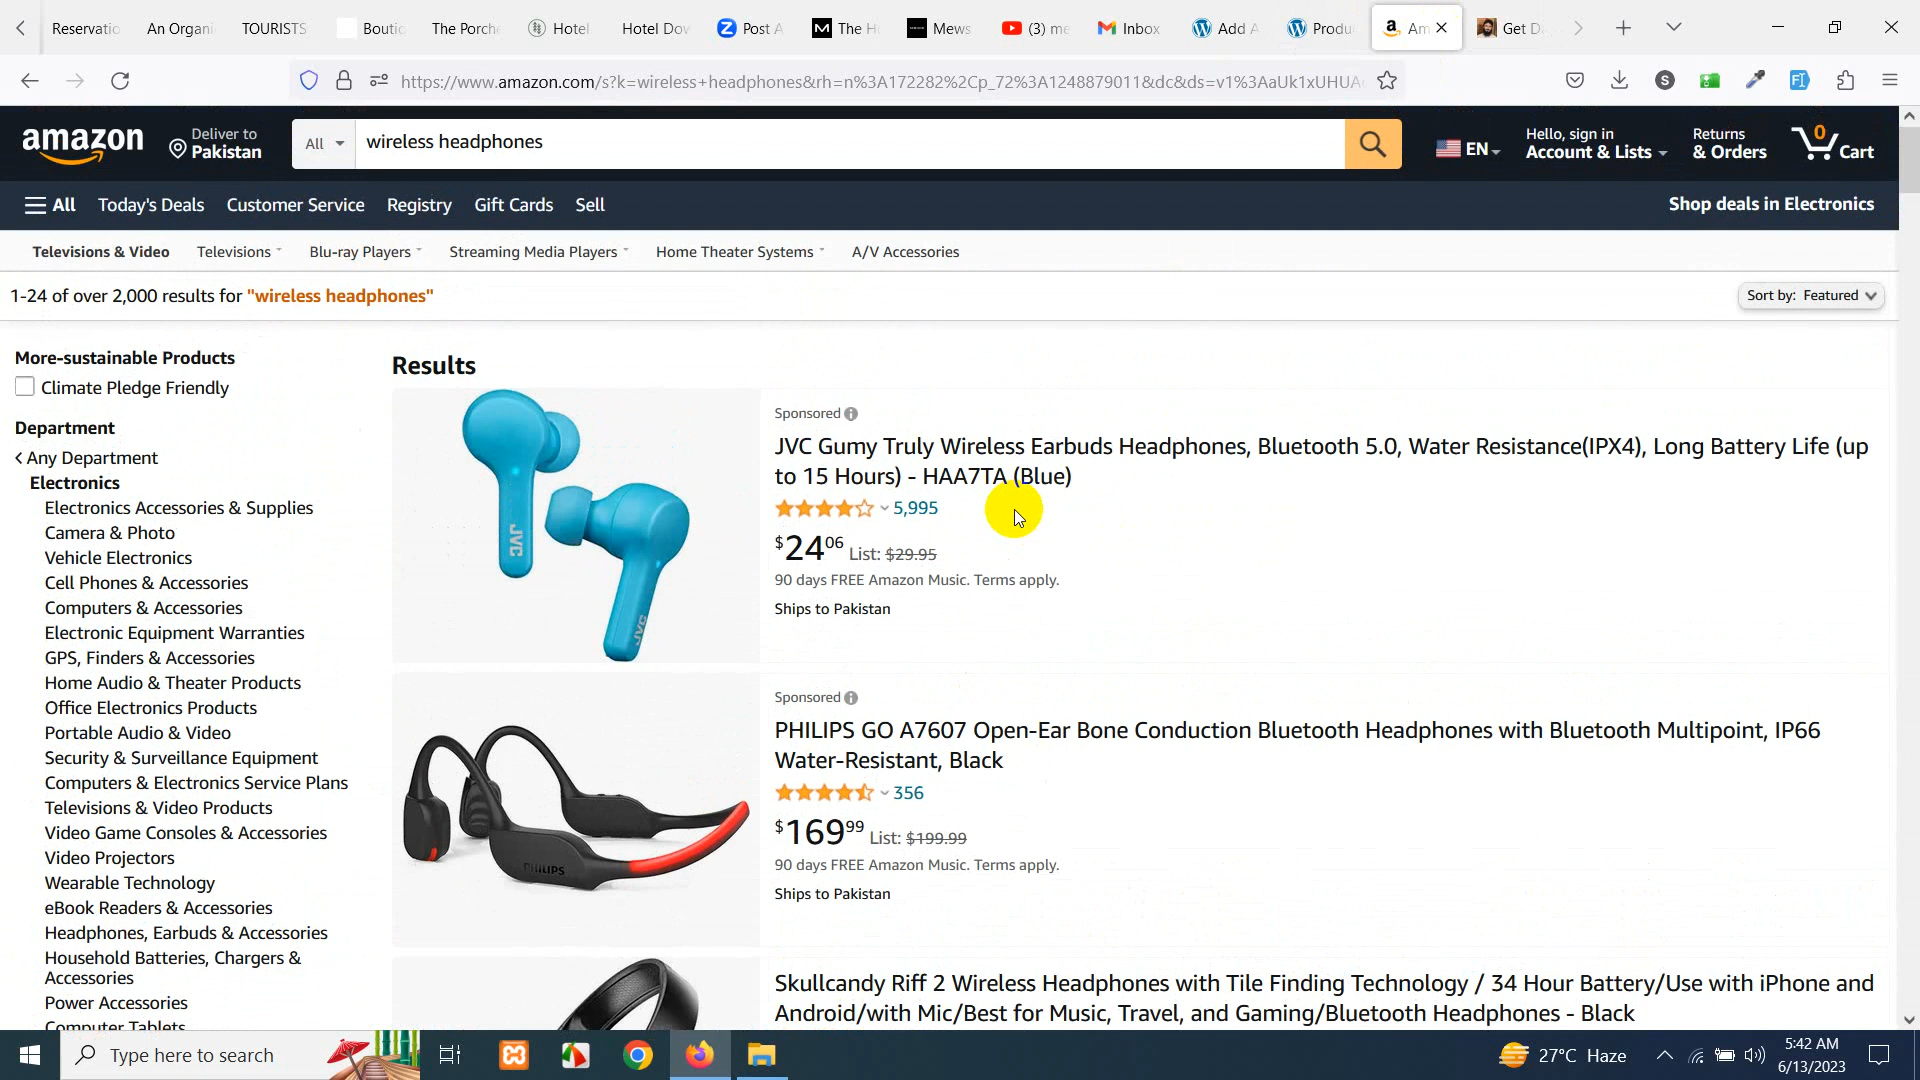 Reservatio
An Organi
TOURISTS
Boutic
The Porche
Hotel
Hotel Dow
Post A
The H
Mews
(3) me
Inbox
Add A
Produ
Am
Get D
https://www.amazon.com/s?k=wireless+headphones&rh=n%3A172282%2Cp_72%3A1248879011&dc&ds=v1%3AaUk1xUHUA
amazon
Deliver to
Pakistan
All
wireless headphones
EN
Hello, sign in
Account & Lists
Returns
& Orders
0
Cart
All
Today's Deals
Customer Service
Registry
Gift Cards
Sell
Shop deals in Electronics
Televisions & Video
Televisions
Blu-ray Players
Streaming Media Players
Home Theater Systems
A/V Accessories
1-24 of over 2,000 results for "wireless headphones"
Sort by: Featured
More-sustainable Products
Climate Pledge Friendly
Department
Any Department
Electronics
Electronics Accessories & Supplies
Camera & Photo
Vehicle Electronics
Cell Phones & Accessories
Computers & Accessories
Electronic Equipment Warranties
GPS, Finders & Accessories
Home Audio & Theater Products
Office Electronics Products
Portable Audio & Video
Security & Surveillance Equipment
Computers & Electronics Service Plans
Televisions & Video Products
Video Game Consoles & Accessories
Video Projectors
Wearable Technology
eBook Readers & Accessories
Headphones, Earbuds & Accessories
Household Batteries, Chargers &
Accessories
Power Accessories
Computer Tablets
Results
JVC
JVC
Sponsored
JVC Gumy Truly Wireless Earbuds Headphones, Bluetooth 5.0, Water Resistance(IPX4), Long Battery Life (up
to 15 Hours) - HAA7TA (Blue)
5,995
$24.06 List: $29.95
90 days FREE Amazon Music. Terms apply.
Ships to Pakistan
PHILIPS
Sponsored
PHILIPS GO A7607 Open-Ear Bone Conduction Bluetooth Headphones with Bluetooth Multipoint, IP66
Water-Resistant, Black
356
$169.99 List: $199.99
90 days FREE Amazon Music. Terms apply.
Ships to Pakistan
Skullcandy Riff 2 Wireless Headphones with Tile Finding Technology / 34 Hour Battery/Use with iPhone and
Android/with Mic/Best for Music, Travel, and Gaming/Bluetooth Headphones - Black
Type here to search
27°C Haze
5:42 AM
6/13/2023